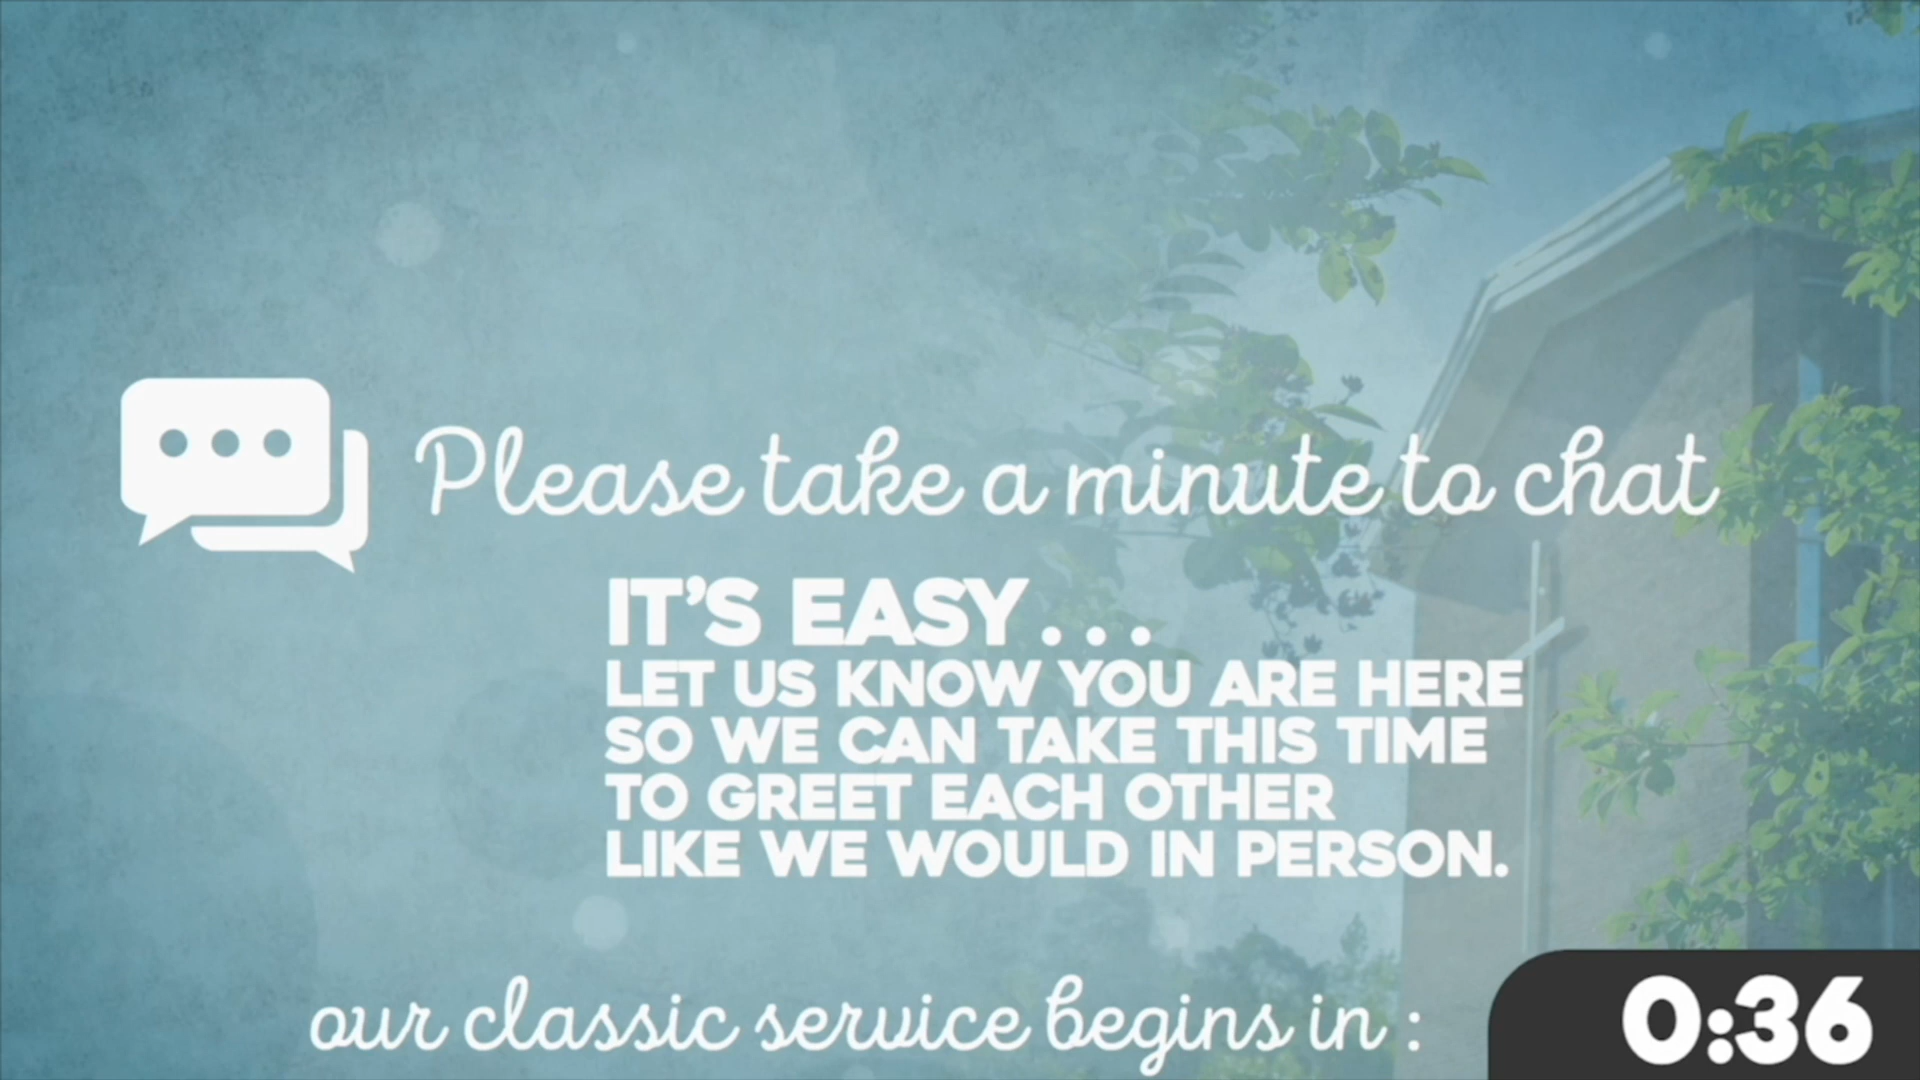 Please take a minute to chat
IT'S EASY...
LET US KNOW YOU ARE HERE
SO WE CAN TAKE THIS TIME
TO GREET EACH OTHER
LIKE WE WOULD IN PERSON.
our classic service begins in :
0:36